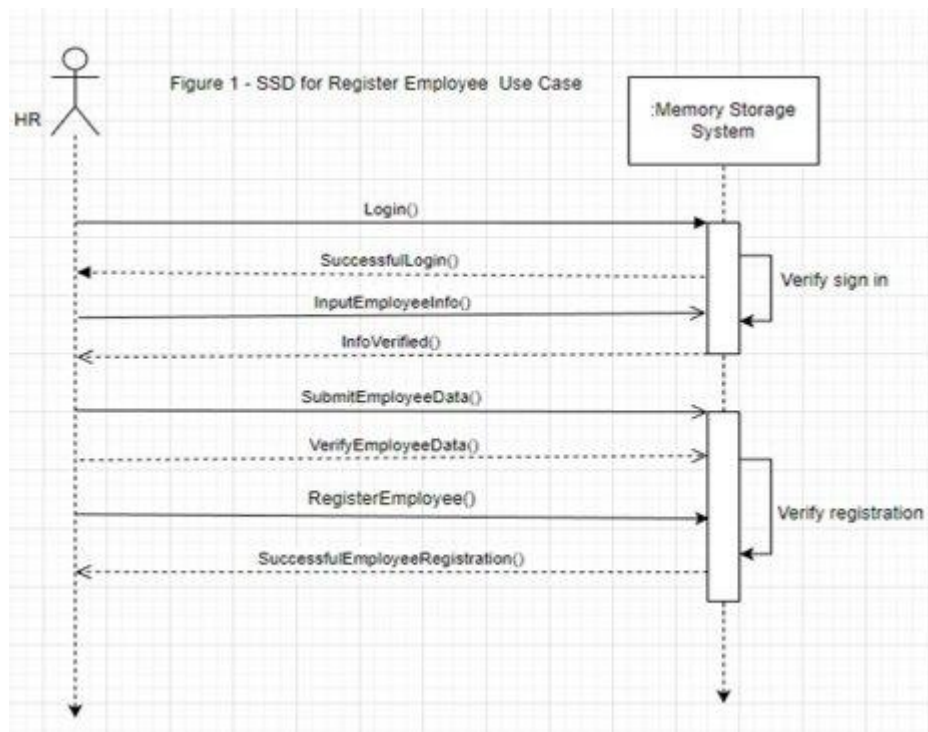 Figure 1 - SSD for Register Employee Use Case
HR
:Memory Storage
System
Login()
SuccessfulLogin()
Verify sign in
InputEmployeeInfo()
InfoVerified()
SubmitEmployeeData()
VerifyEmployeeData()
RegisterEmployee()
Verify registration
SuccessfulEmployeeRegistration()